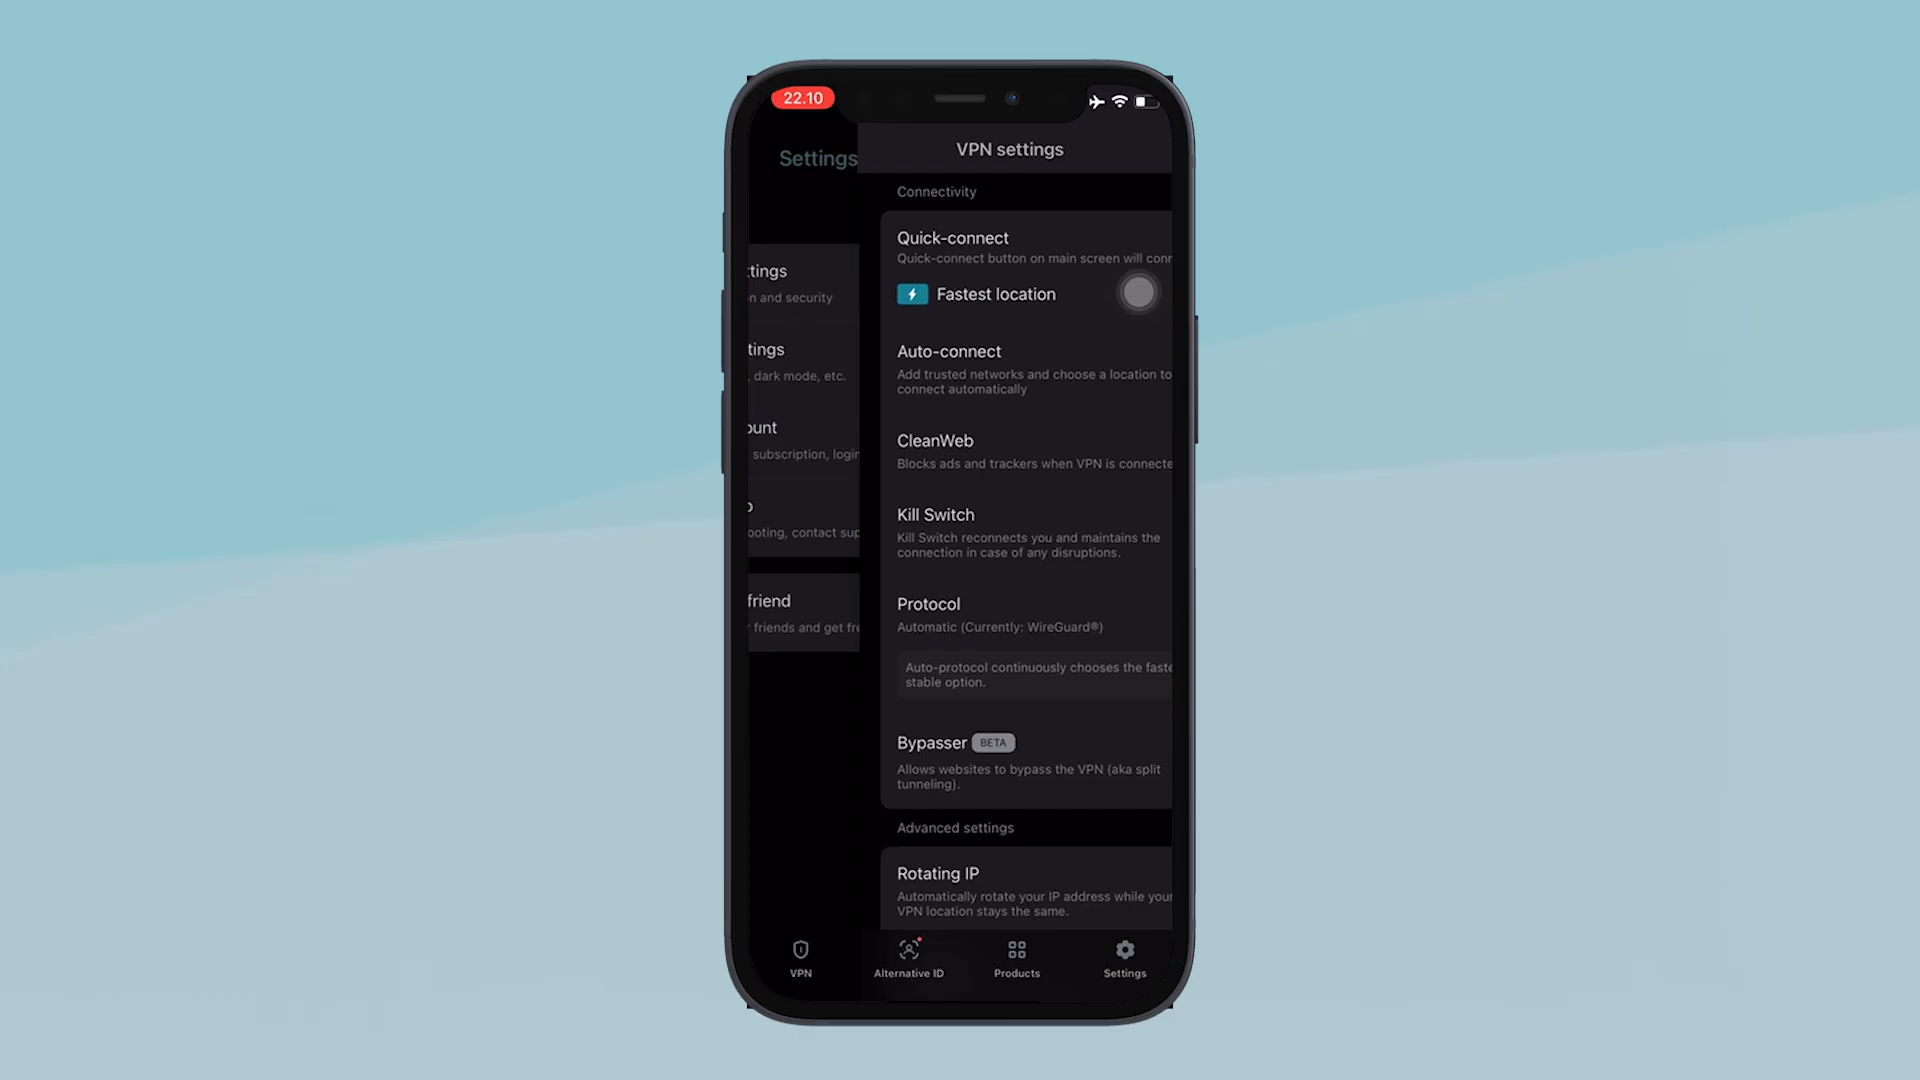 22.10
Settings
VPN settings
ttings
n and security
tings
, dark mode, etc.
ount
subscription, login
ooting, contact sup
friend
friends and get fre
Connectivity
Quick-connect
Quick-connect button on main screen will conn
Fastest location
Auto-connect
Add trusted networks and choose a location to
connect automatically
CleanWeb
Blocks ads and trackers when VPN is connecte
Kill Switch
Kill Switch reconnects you and maintains the
connection in case of any disruptions.
Protocol
Automatic (Currently: WireGuard®)
Auto-protocol continuously chooses the faste
stable option.
Bypasser BETA
Allows websites to bypass the VPN (aka split
tunneling).
Advanced settings
Rotating IP
Automatically rotate your IP address while your
VPN location stays the same.
VPN
Alternative ID
Products
Settings